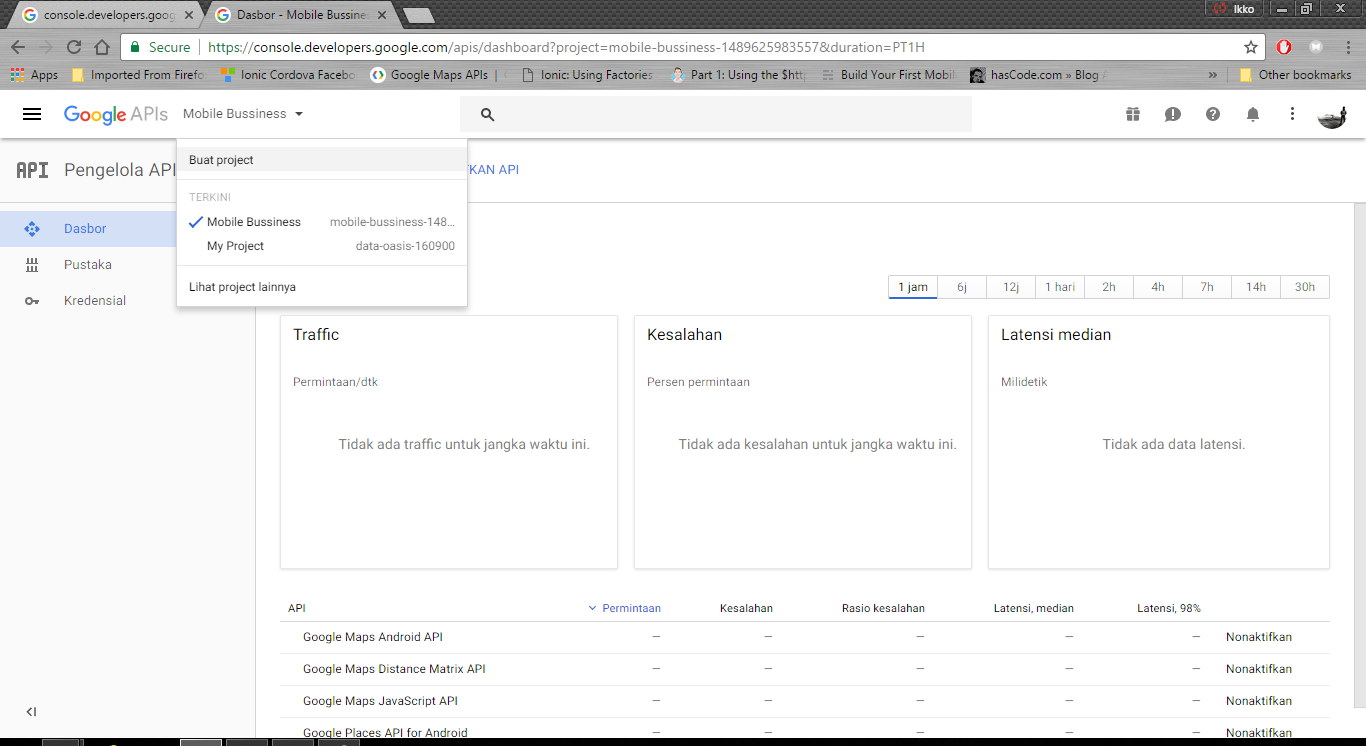 Ikko
console.developers.goog
Dasbor - Mobile Bussines
Secure
https://console.developers.google.com/apis/dashboard?project=mobile-bussiness-1489625983557&duration=PT1H
Apps
Imported From Firefo
Ionic Cordova Facebo
Google Maps APIs |
Ionic: Using Factories
Part 1: Using the $http
Build Your First Mobil
hasCode.com » Blog
»
Other bookmarks
Google APIs
Mobile Bussiness
API
Pengelola API
KAN API
Buat project
TERKINI
Mobile Bussiness mobile-bussiness-148...
My Project data-oasis-160900
Lihat project lainnya
Dasbor
Pustaka
Kredensial
1 jam 6j 12j 1 hari 2h 4h 7h 14h 30h
Traffic
Permintaan/dtk
Tidak ada traffic untuk jangka waktu ini.
Kesalahan
Persen permintaan
Tidak ada kesalahan untuk jangka waktu ini.
Latensi median
Milidetik
Tidak ada data latensi.
API Permintaan Kesalahan Rasio kesalahan Latensi, median Latensi, 98%
Google Maps Android API — — — — — Nonaktifkan
Google Maps Distance Matrix API — — — — — Nonaktifkan
Google Maps JavaScript API — — — — — Nonaktifkan
Google Places API for Android — — — — — Nonaktifkan